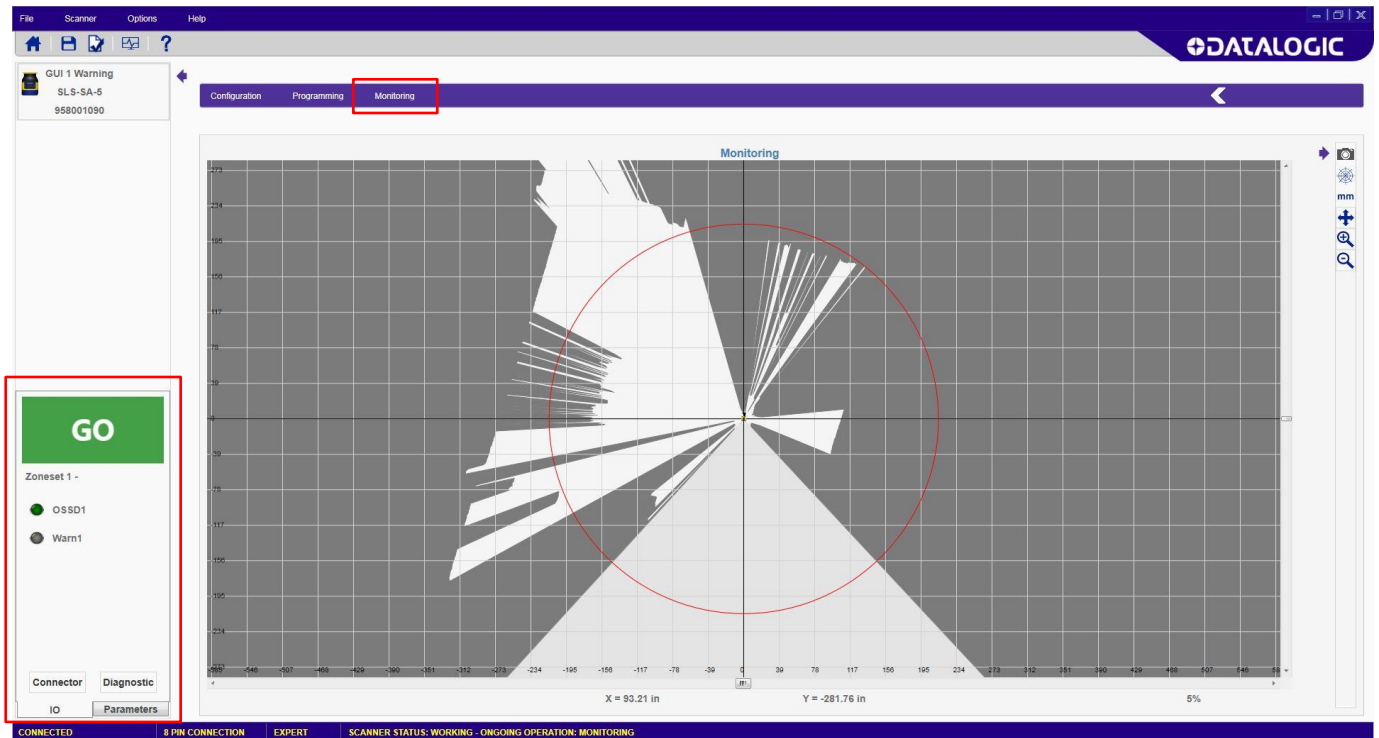 File Scanner Options Help
DATALOGIC
GUI 1 Warning
SLS-SA-5
958001090
Configuration Programming Monitoring
Monitoring
mm
273
234
195
156
117
78
39
0
-39
-78
-117
-156
-195
-234
-546 -507 -468 -429 -390 -351 -312 -273 -234 -195 -156 -117 -78 -39 0 39 78 117 156 195 234 273 312 351 390 429 468 507 546
GO
Zoneset 1 -
OSSD1
Warn1
Connector Diagnostic
IO Parameters
X = 93.21 in Y = -281.76 in 5%
CONNECTED 8 PIN CONNECTION EXPERT SCANNER STATUS: WORKING - ONGOING OPERATION: MONITORING